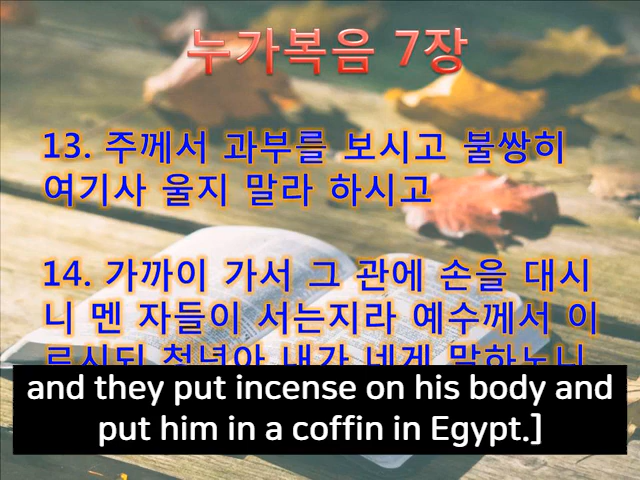 누가복음 7장
13. 주께서 과부를 보시고 불쌍히
여기사 울지 말라 하시고
14. 가까이 가서 그 관에 손을 대시
니 멘 자들이 서는지라 예수께서 이
르시되 청년아 내가 네게 말하노니
and they put incense on his body and
put him in a coffin in Egypt.]